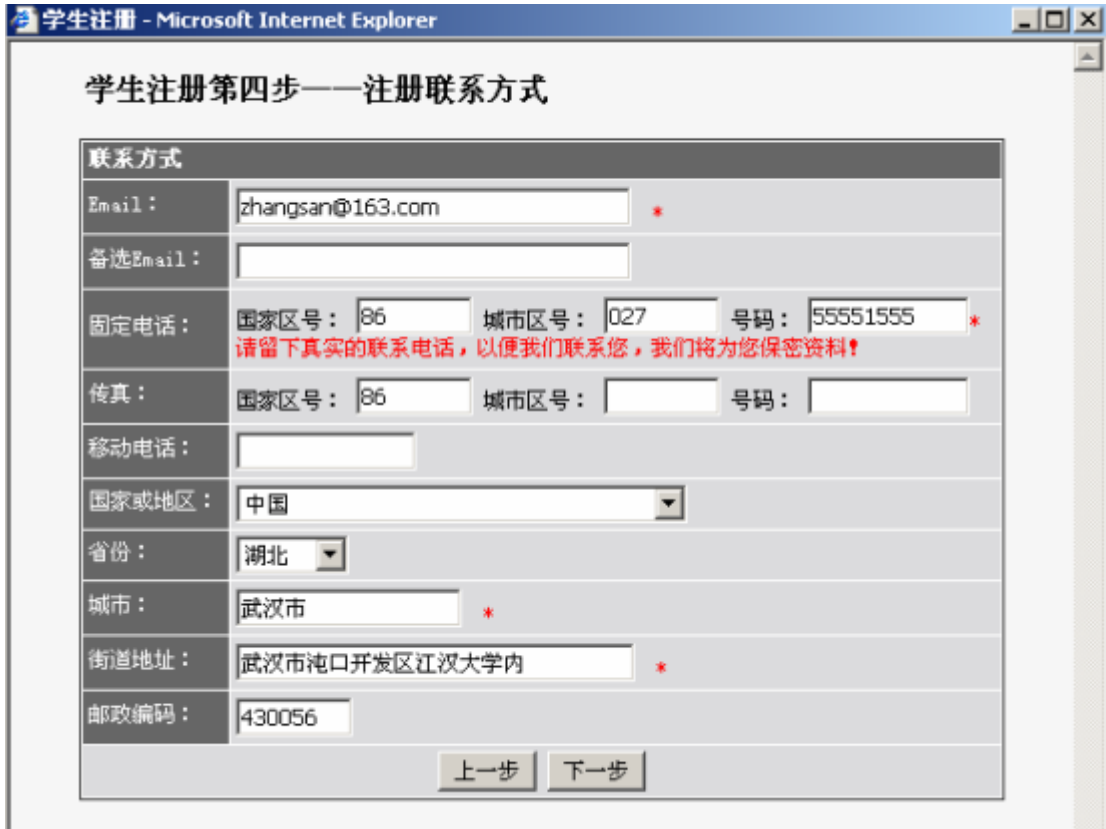 学生注册 - Microsoft Internet Explorer
学生注册第四步——注册联系方式
联系方式
Email： zhangsan@163.com *
备选Email：
固定电话： 国家区号： 86 城市区号： 027 号码： 55551555 *
请留下真实的联系电话，以便我们联系您，我们将为您保密资料！
传真： 国家区号： 86 城市区号： 号码：
移动电话：
国家或地区： 中国
省份： 湖北
城市： 武汉市 *
街道地址： 武汉市沌口开发区江汉大学内 *
邮政编码： 430056
上一步 下一步